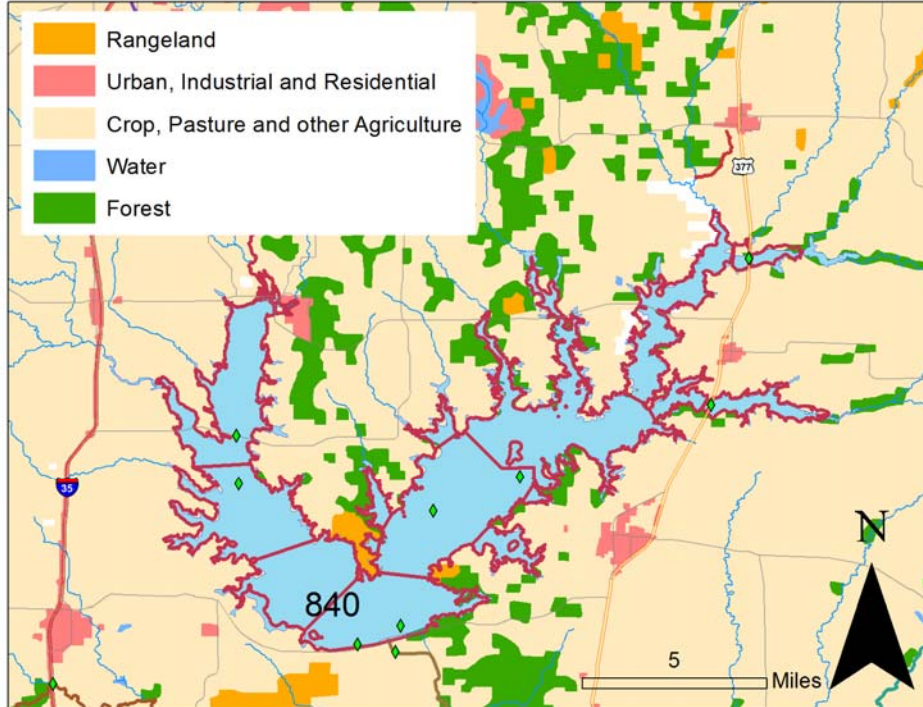 Rangeland
Urban, Industrial and Residential
Crop, Pasture and other Agriculture
Water
Forest
377
35
840
N
5
Miles